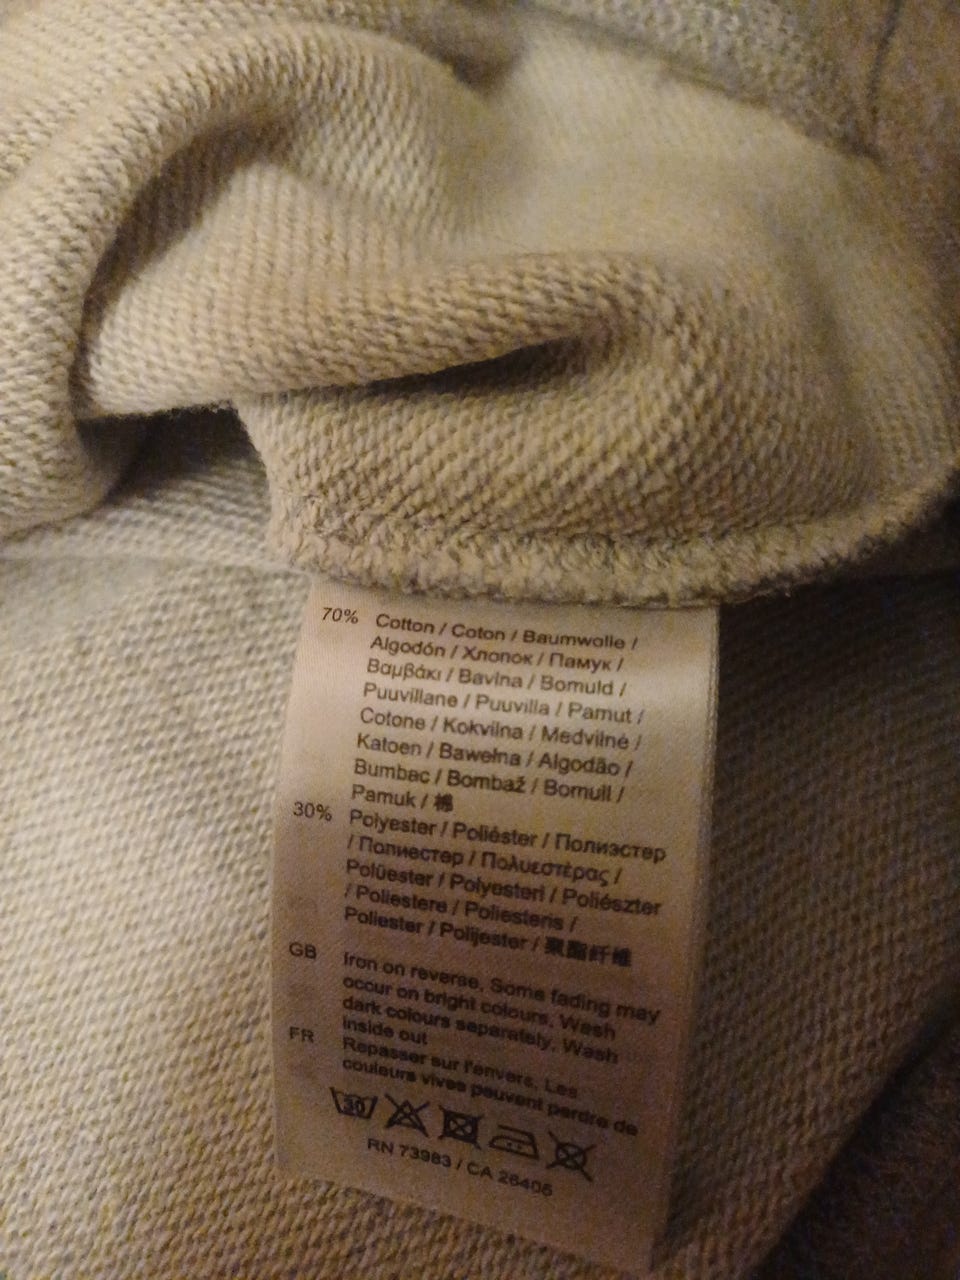 70% Cotton / Coton / Baumwolle /
Algodón / Хлопок / Памук /
Βαμβάκι / Bavlna / Bomuld /
Puuvillane / Puuvilla / Pamut /
Cotone / Kokvilna / Medvilnė /
Katoen / Bawełna / Algodão /
Bumbac / Bombaž / Bomull /
Pamuk / 棉
30% Polyester / Poliéster / Полиэстер
/ Полиестер / Πολυεστέρας /
Polüester / Polyesteri / Poliészter
/ Poliestere / Poliesteris /
Poliester / Polijester / 聚酯纤维
GB Iron on reverse. Some fading may
occur on bright colours. Wash
dark colours separately. Wash
inside out
FR Repasser sur l'envers. Les
couleurs vives peuvent perdre de
30
RN 73983 / CA 26406